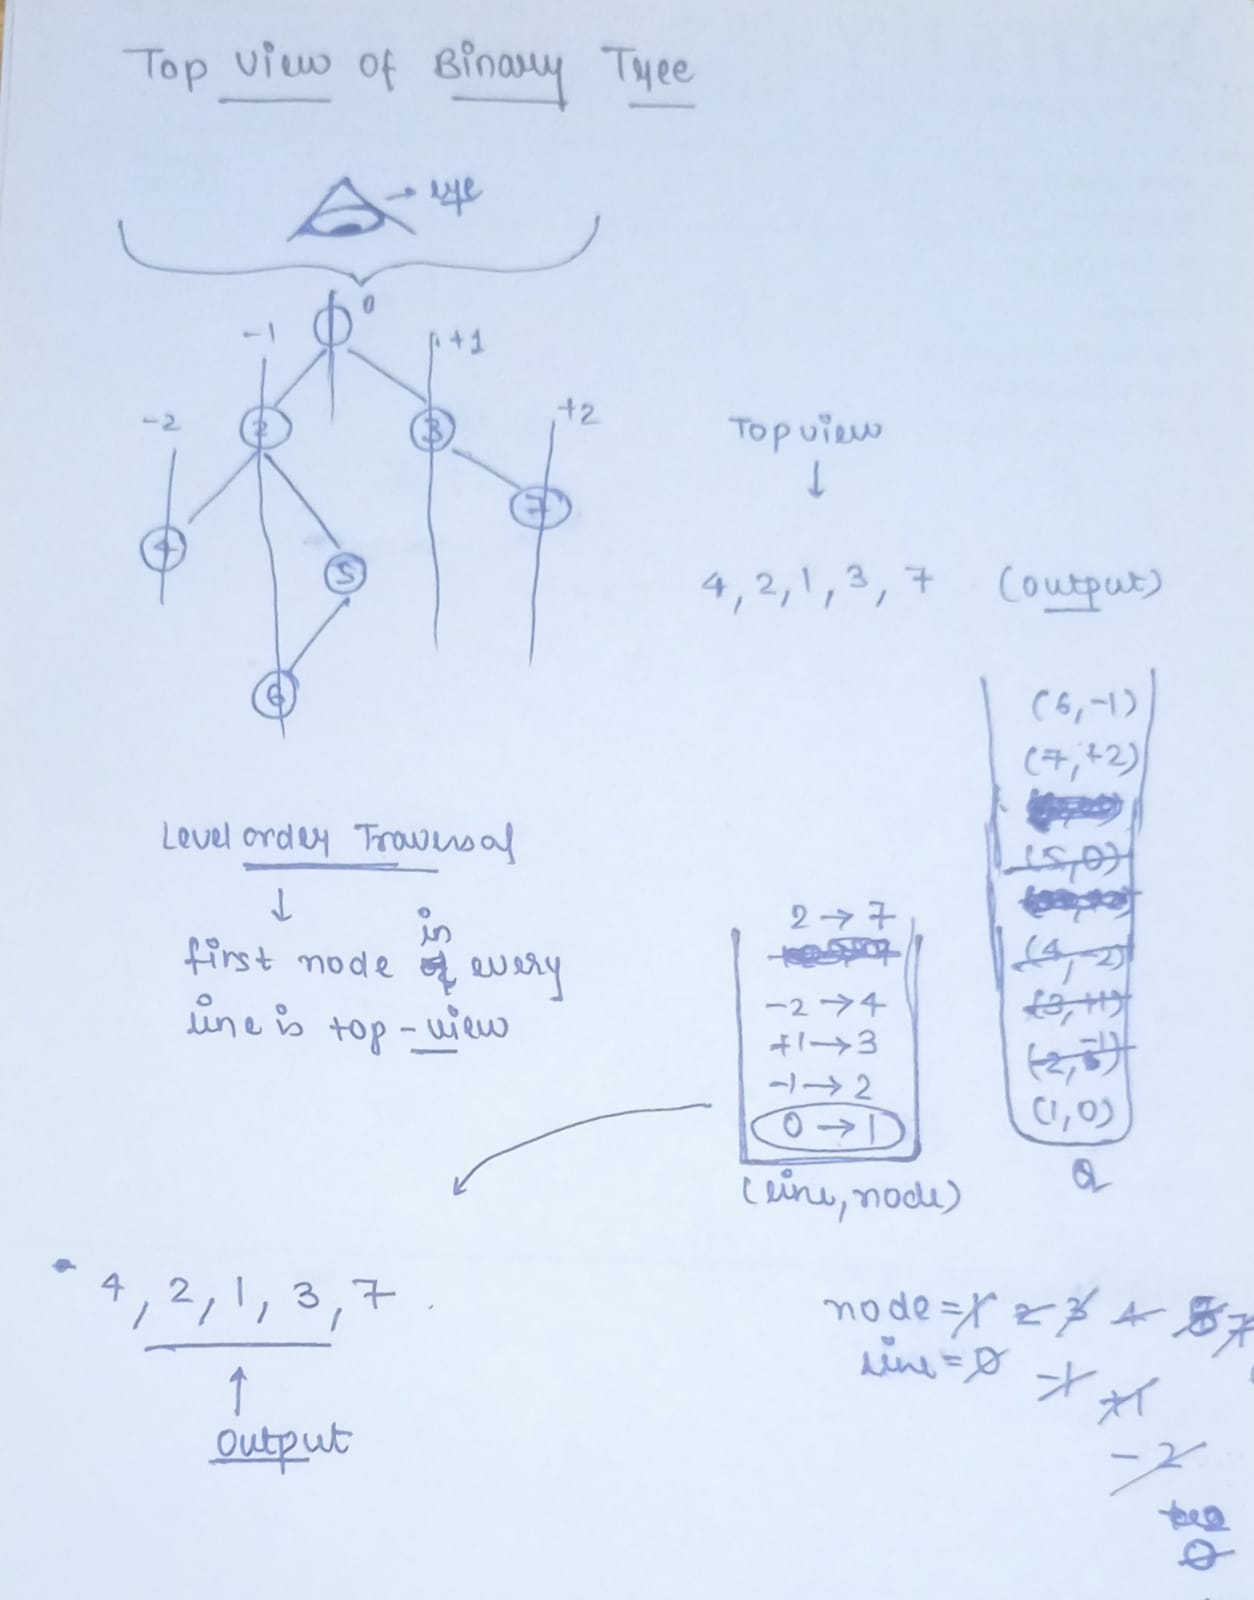 Top View of Binary Tree
→ eye
0
-1
+1
-2
+2
1
2
3
4
7
5
6
Top view
↓
4, 2, 1, 3, 7 (output)
Level order Traversal
↓
first node in every
line is top-view
2 → 7
-2 → 4
+1 → 3
-1 → 2
0 → 1
(line, node)
(6, -1)
(7, +2)
(5, 0)
(4, -2)
(3, +1)
(2, -1)
(1, 0)
Q
4, 2, 1, 3, 7.
↑
output
node = 1 2 3 4 5 7
line = 0 -1 +1
-2
0